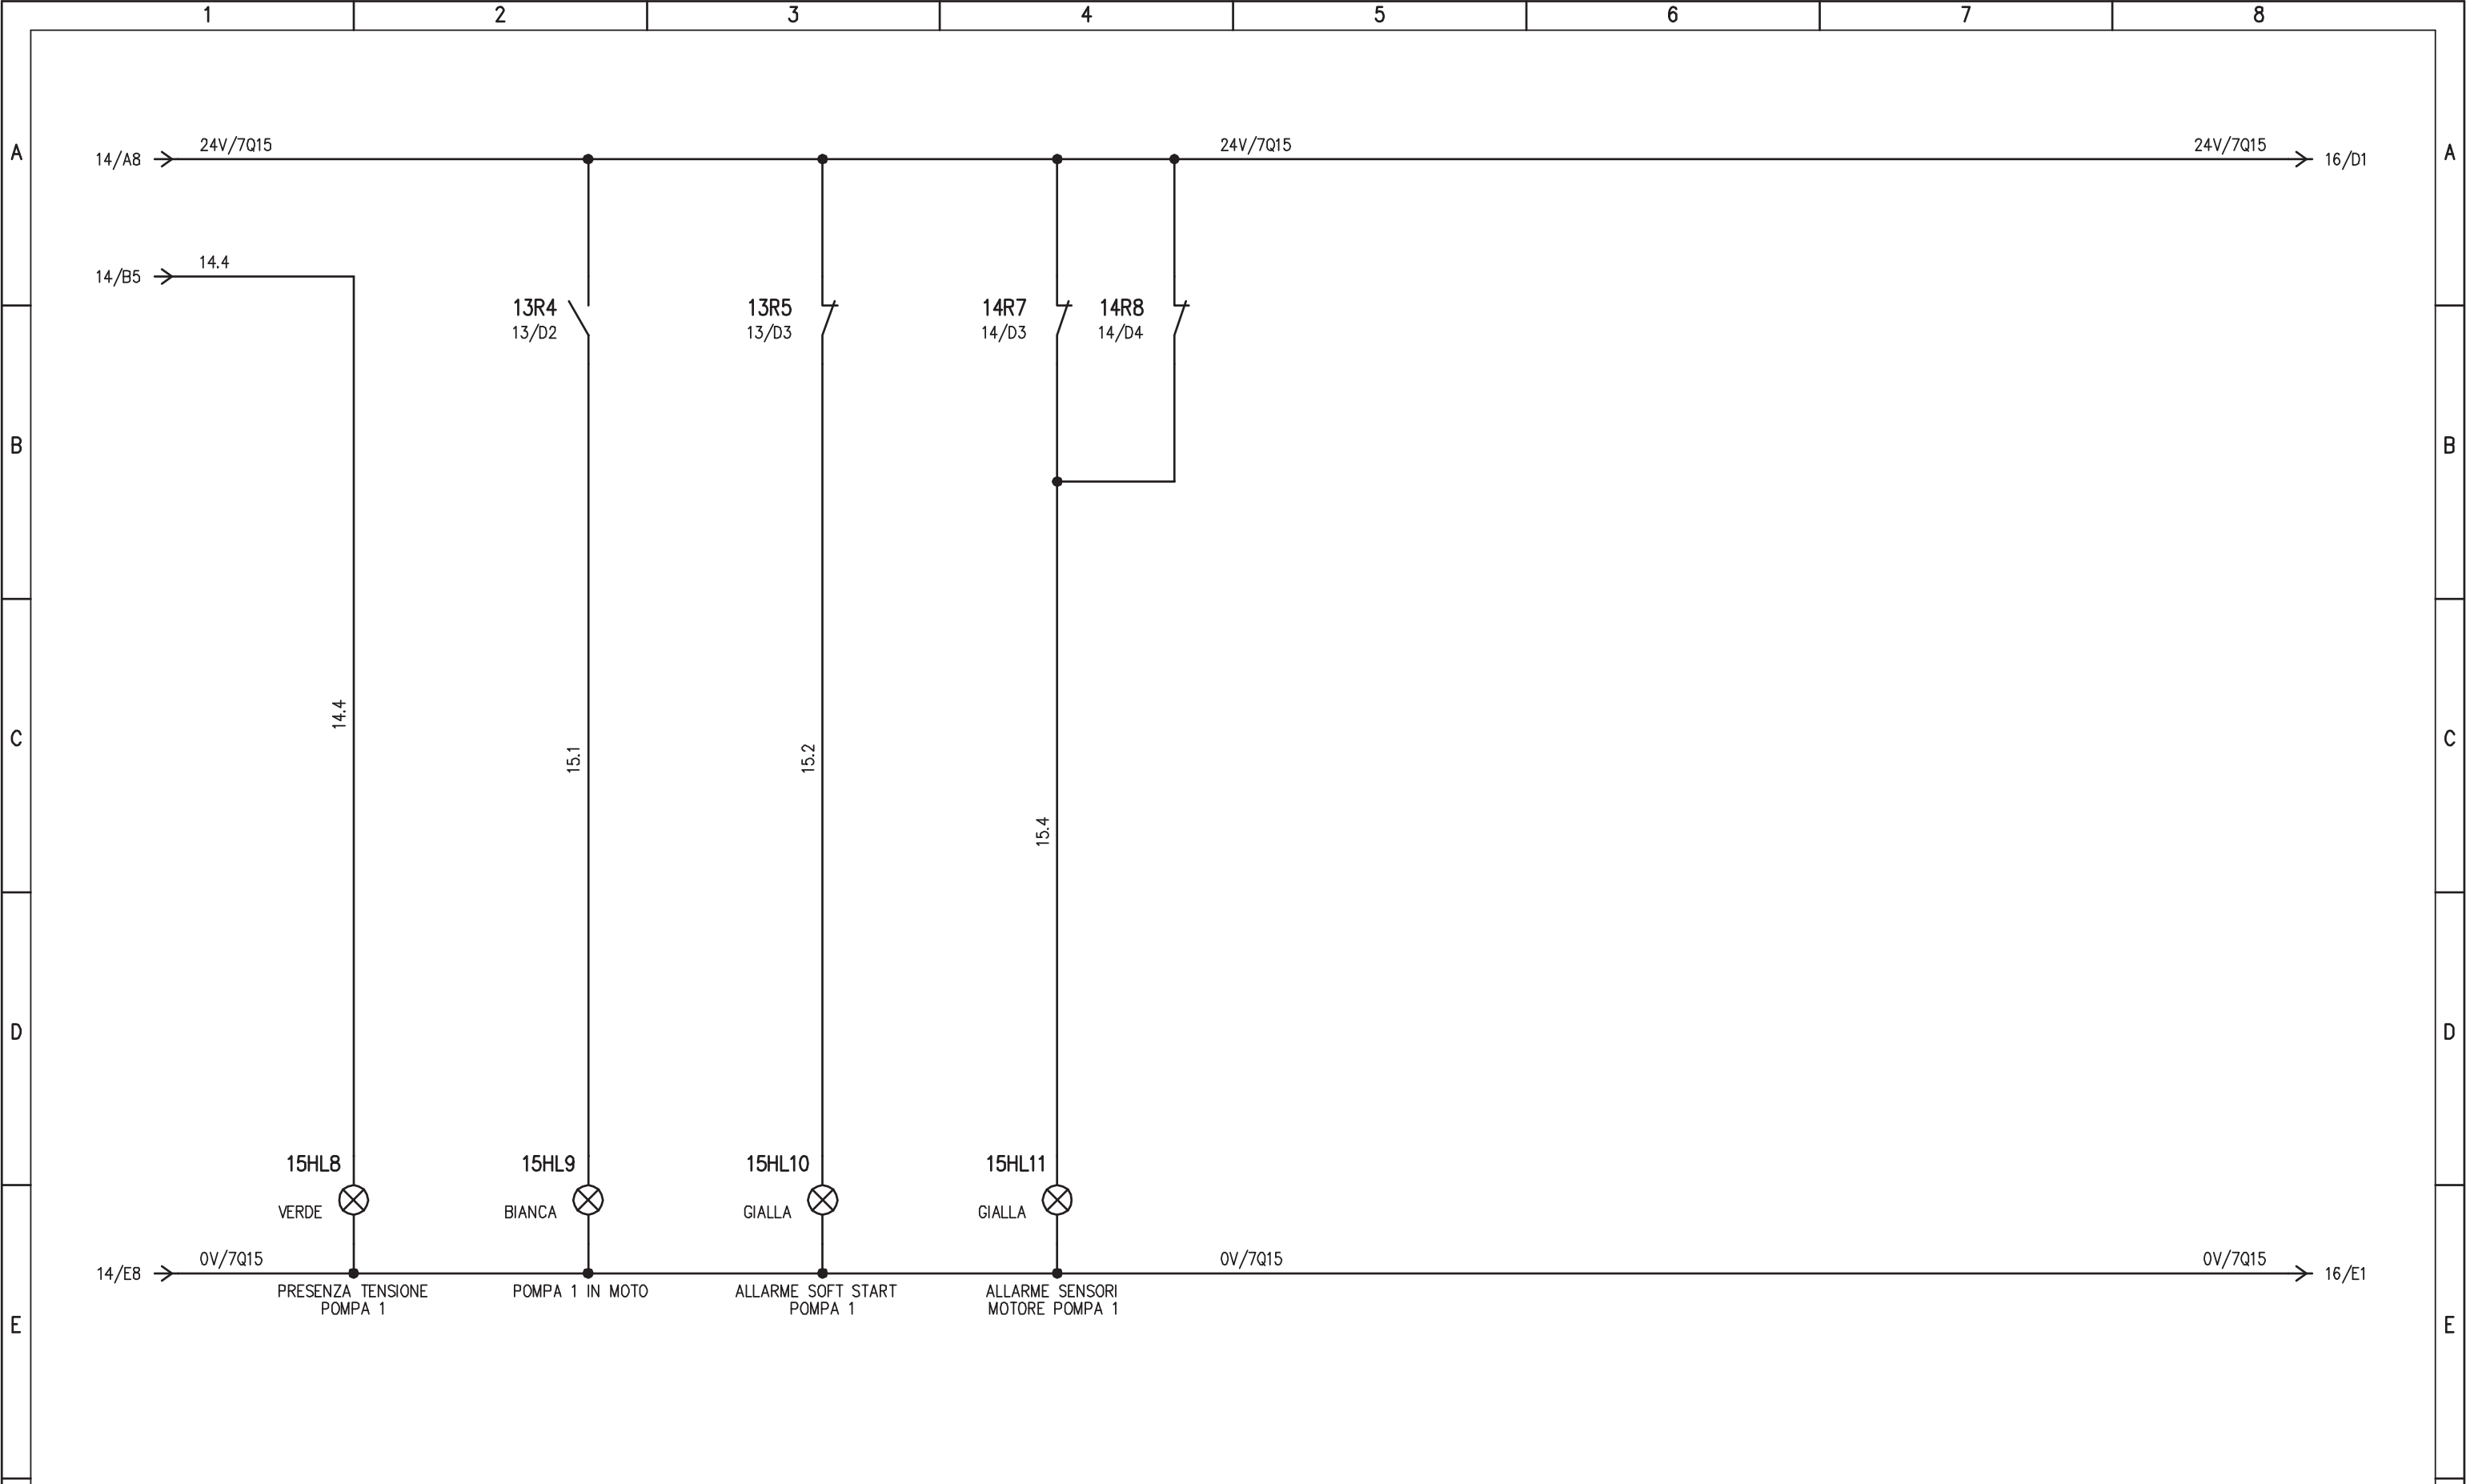 1 2 3 4 5 6 7 8
A 14/A8 24V/7Q15 24V/7Q15 24V/7Q15 16/D1 A
14/B5 14.4
13R4 13R5 14R7 14R8
13/D2 13/D3 14/D3 14/D4
B B
14.4
C 15.1 15.2 C
15.4
D D
15HL8 15HL9 15HL10 15HL11
VERDE BIANCA GIALLA GIALLA
14/E8 0V/7Q15 0V/7Q15 0V/7Q15 16/E1
PRESENZA TENSIONE POMPA 1 IN MOTO ALLARME SOFT START ALLARME SENSORI
POMPA 1 POMPA 1 MOTORE POMPA 1
E E